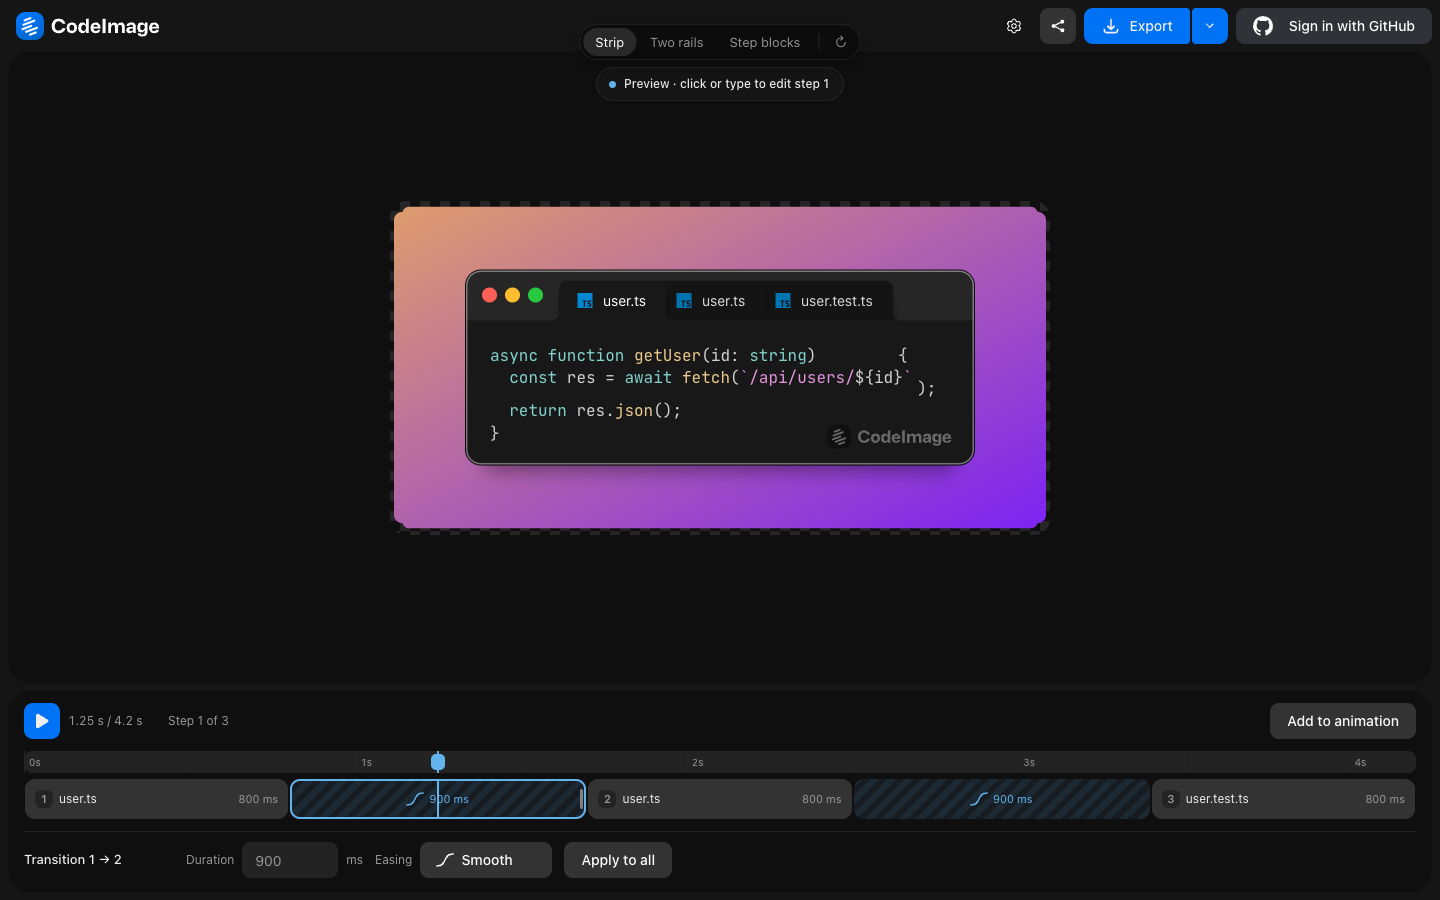 CodeImage
Strip Two rails Step blocks
Export
Sign in with GitHub
Preview · click or type to edit step 1
TS user.ts TS user.ts TS user.test.ts
async function getUser(id: string) {
const res = await fetch(`/api/users/${id}`
);
return res.json();
}
CodeImage
1.25 s / 4.2 s Step 1 of 3
Add to animation
0s 1s 2s 3s 4s
1 user.ts 800 ms 900 ms 2 user.ts 800 ms 900 ms 3 user.test.ts 800 ms
Transition 1 → 2 Duration 900 ms Easing Smooth Apply to all